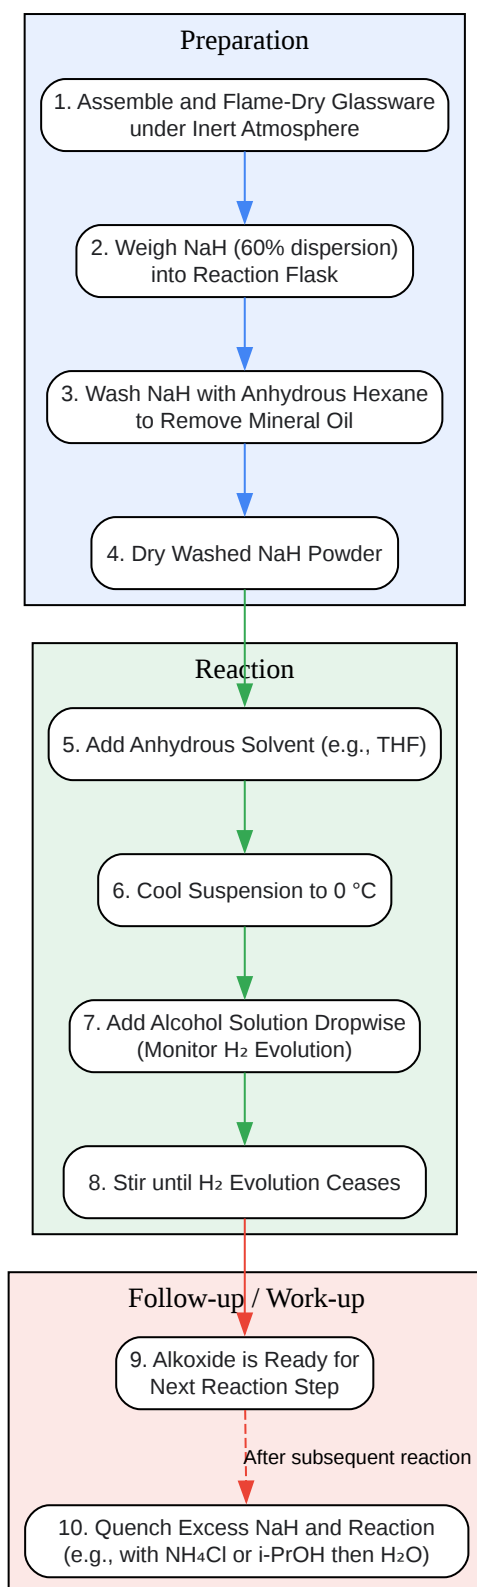 Preparation
1. Assemble and Flame-Dry Glassware
under Inert Atmosphere
2. Weigh NaH (60% dispersion)
into Reaction Flask
3. Wash NaH with Anhydrous Hexane
to Remove Mineral Oil
4. Dry Washed NaH Powder
Reaction
5. Add Anhydrous Solvent (e.g., THF)
6. Cool Suspension to 0 °C
7. Add Alcohol Solution Dropwise
(Monitor H₂ Evolution)
8. Stir until H₂ Evolution Ceases
Follow-up / Work-up
9. Alkoxide is Ready for
Next Reaction Step
After subsequent reaction
10. Quench Excess NaH and Reaction
(e.g., with NH₄Cl or i-PrOH then H₂O)